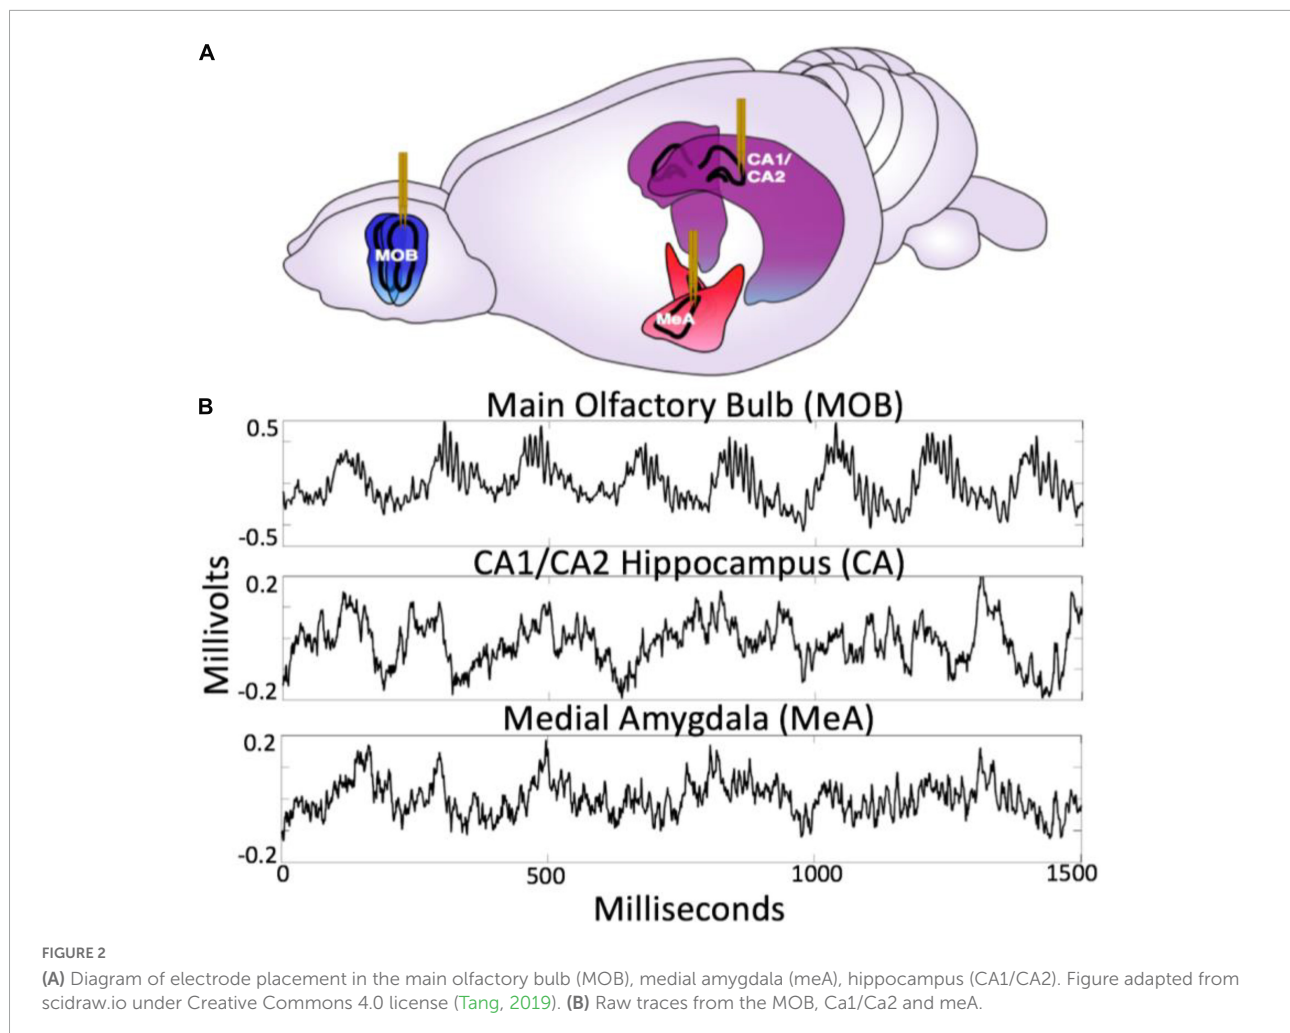 A
CA1/
CA2
MOB
MeA
B
Main Olfactory Bulb (MOB)
0.5
-0.5
CA1/CA2 Hippocampus (CA)
0.2
-0.2
Millivolts
Medial Amygdala (MeA)
0.2
-0.2
0 500 1000 1500
Milliseconds
FIGURE 2
(A) Diagram of electrode placement in the main olfactory bulb (MOB), medial amygdala (meA), hippocampus (CA1/CA2). Figure adapted from
scidraw.io under Creative Commons 4.0 license (Tang, 2019). (B) Raw traces from the MOB, Ca1/Ca2 and meA.